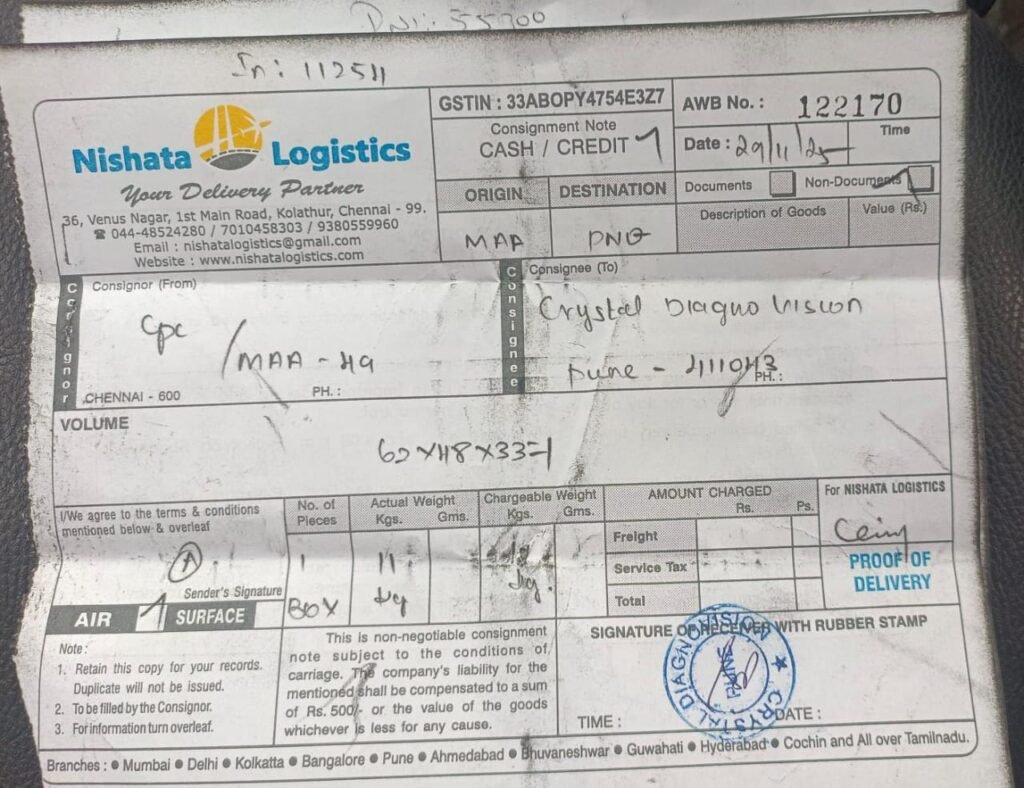 In: 112511
Nishata Logistics
Your Delivery Partner
36, Venus Nagar, 1st Main Road, Kolathur, Chennai - 99.
☎ 044-48524280 / 7010458303 / 9380559960
Email : nishatalogistics@gmail.com
Website : www.nishatalogistics.com
GSTIN : 33ABOPY4754E3Z7
Consignment Note
CASH / CREDIT
ORIGIN DESTINATION
MAA PNQ
AWB No. : 122170
Date : 29/11/25 Time
Documents Non-Documents
Description of Goods Value (Rs.)
Consignor
Consignor (From)
Cpc
/MAA - 49
CHENNAI - 600 PH. :
Consignee
Consignee (To)
Crystal Diagno Vision
Pune - 411043
PH. :
VOLUME
60x48x33=1
I/We agree to the terms & conditions
mentioned below & overleaf
Sender's Signature
AIR SURFACE
No. of Pieces
1
BOX
Actual Weight
Kgs. Gms.
11
kg
Chargeable Weight
Kgs. Gms.
kg.
AMOUNT CHARGED
Rs. Ps.
Freight
Service Tax
Total
For NISHATA LOGISTICS
PROOF OF
DELIVERY
Note :
1. Retain this copy for your records.
Duplicate will not be issued.
2. To be filled by the Consignor.
3. For information turn overleaf.
This is non-negotiable consignment
note subject to the conditions of
carriage. The company's liability for the
mentioned shall be compensated to a sum
of Rs. 500/- or the value of the goods
whichever is less for any cause.
SIGNATURE OF RECEIVER WITH RUBBER STAMP
CRYSTAL DIAGNOVISION
PUNE
TIME : DATE :
Branches : ● Mumbai ● Delhi ● Kolkatta ● Bangalore ● Pune ● Ahmedabad ● Bhuvaneshwar ● Guwahati ● Hyderabad ● Cochin and All over Tamilnadu.